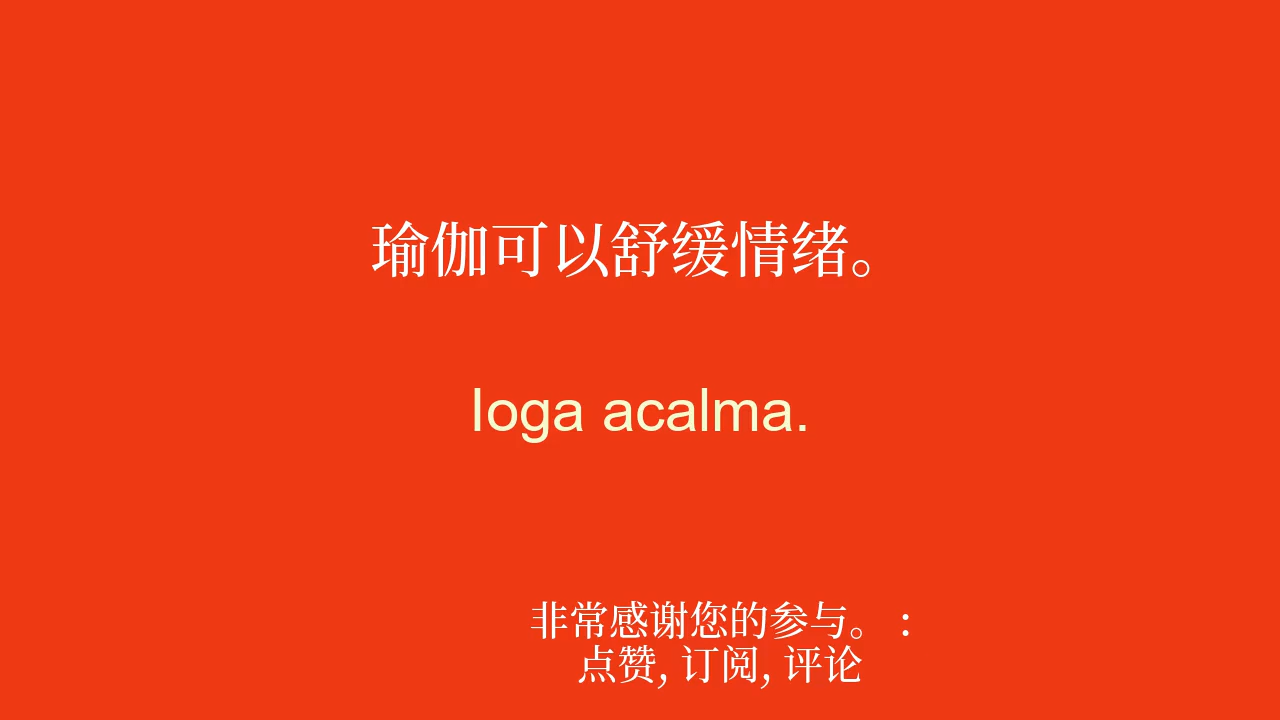 瑜伽可以舒缓情绪。
Ioga acalma.
非常感谢您的参与。 :
点赞, 订阅, 评论